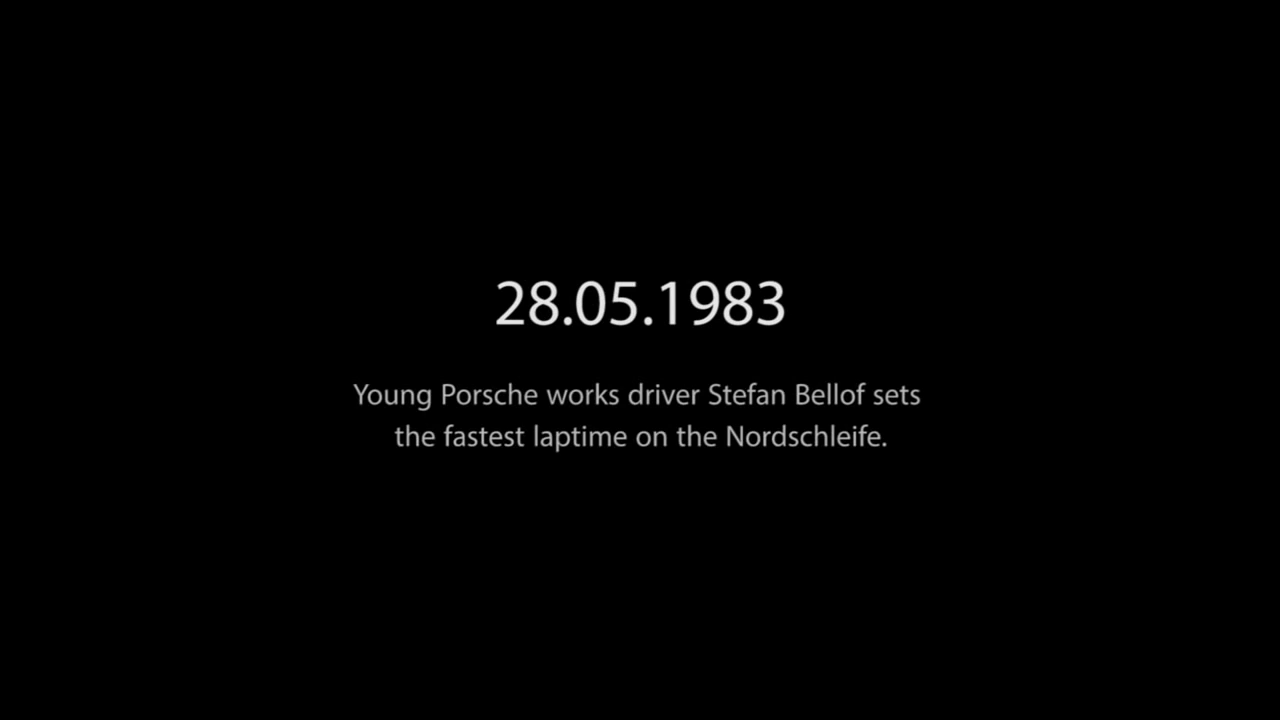 28.05.1983
Young Porsche works driver Stefan Bellof sets
the fastest laptime on the Nordschleife.